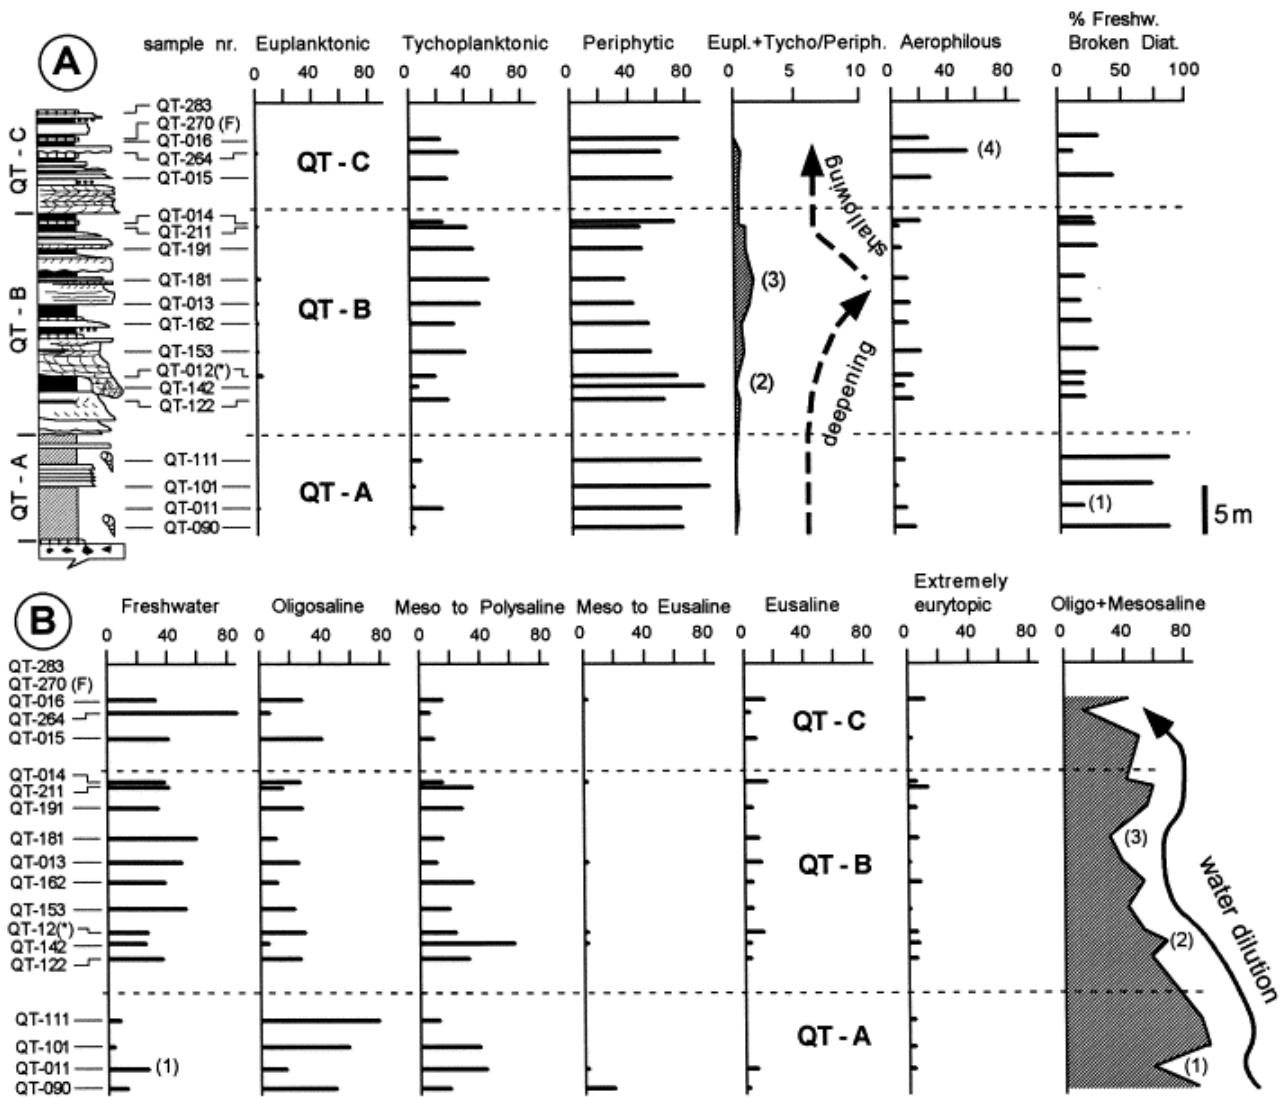 A
sample nr. Euplanktonic Tychoplanktonic Periphytic Eupl.+Tycho/Periph. Aerophilous % Freshw. Broken Diat.
0 40 80 0 40 80 0 40 80 0 5 10 0 40 80 0 50 100
QT-283
QT-270 (F)
QT-016
QT-264
QT-015
QT-014
QT-211
QT-191
QT-181
QT-013
QT-162
QT-153
QT-012(*)
QT-142
QT-122
QT-111
QT-101
QT-011
QT-090
QT - C
QT - B
QT - A
QT - C
QT - B
QT - A
(3)
(2)
shallowing
deepening
(4)
(1)
5 m
B
Freshwater Oligosaline Meso to Polysaline Meso to Eusaline Eusaline Extremely eurytopic Oligo+Mesosaline
0 40 80 0 40 80 0 40 80 0 40 80 0 40 80 0 40 80 0 40 80
QT-283
QT-270 (F)
QT-016
QT-264
QT-015
QT-014
QT-211
QT-191
QT-181
QT-013
QT-162
QT-153
QT-12(*)
QT-142
QT-122
QT-111
QT-101
QT-011 (1)
QT-090
QT - C
QT - B
QT - A
(3)
(2)
(1)
water dilution